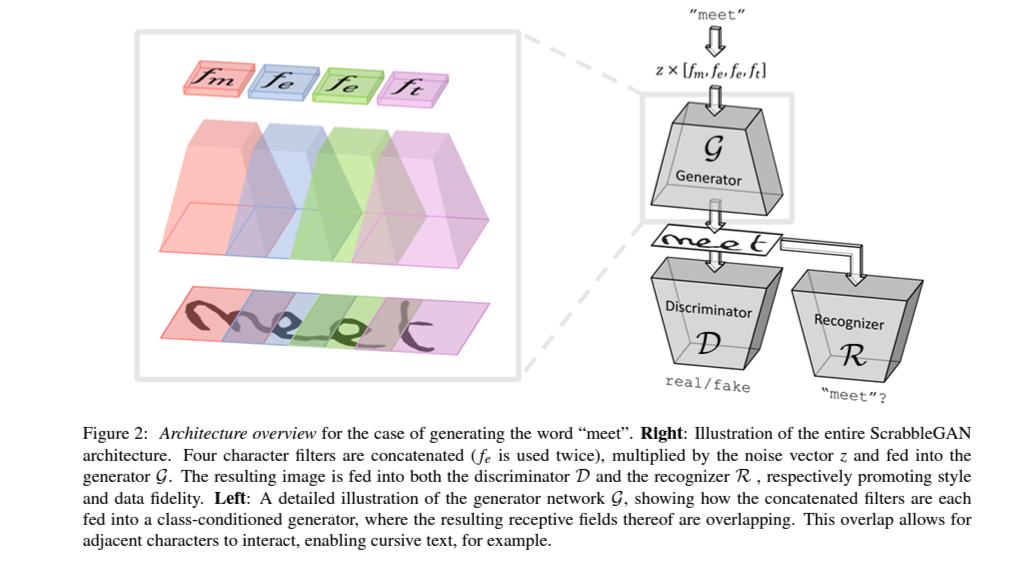 "meet"
z × [fm, fe, fe, ft]
fm fe fe ft
G
Generator
meet
meet
Discriminator
D
real/fake
Recognizer
R
"meet"?
Figure 2: Architecture overview for the case of generating the word “meet”. Right: Illustration of the entire ScrabbleGAN
architecture. Four character filters are concatenated (fe is used twice), multiplied by the noise vector z and fed into the
generator G. The resulting image is fed into both the discriminator D and the recognizer R , respectively promoting style
and data fidelity. Left: A detailed illustration of the generator network G, showing how the concatenated filters are each
fed into a class-conditioned generator, where the resulting receptive fields thereof are overlapping. This overlap allows for
adjacent characters to interact, enabling cursive text, for example.